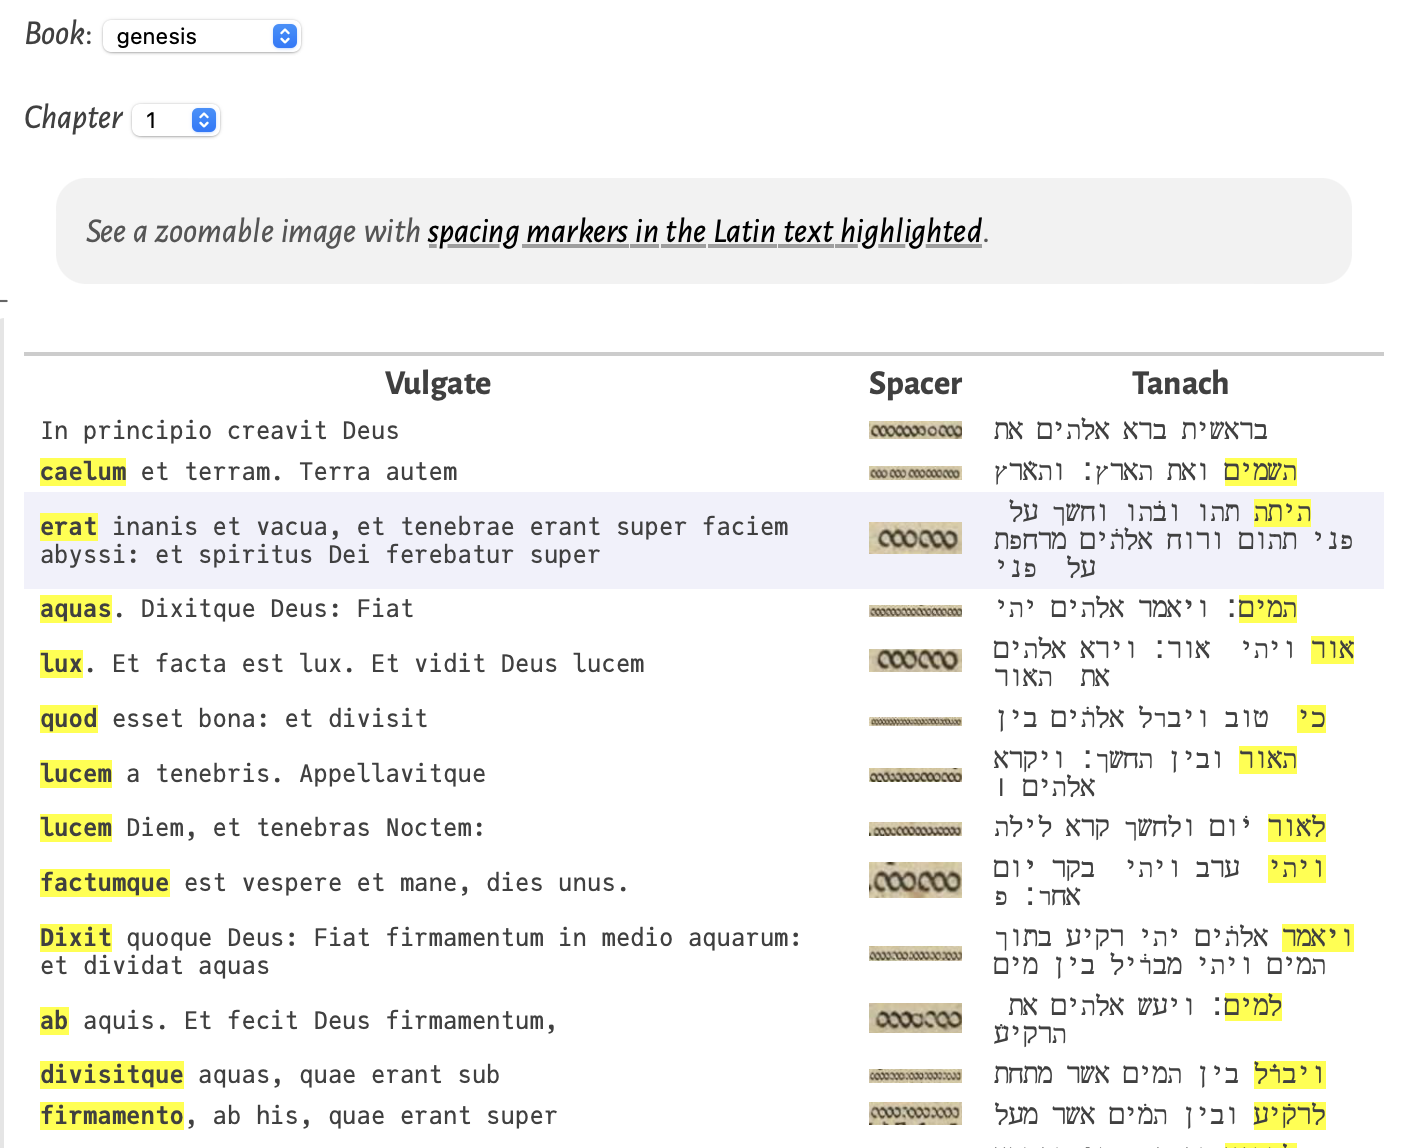 Book: genesis
Chapter 1
See a zoomable image with spacing markers in the Latin text highlighted.
Vulgate Spacer Tanach
In principio creavit Deus בראשית ברא אלהים את
caelum et terram. Terra autem השמים ואת הארץ: והארץ
erat inanis et vacua, et tenebrae erant super faciem
abyssi: et spiritus Dei ferebatur super
היתה תהו ובהו וחשך על
פני תהום ורוח אלהים מרחפת
על פני
aquas. Dixitque Deus: Fiat המים: ויאמר אלהים יהי
lux. Et facta est lux. Et vidit Deus lucem
אור ויהי אור: וירא אלהים
את האור
quod esset bona: et divisit כי טוב ויבדל אלהים בין
lucem a tenebris. Appellavitque
האור ובין החשך: ויקרא
אלהים ׀
lucem Diem, et tenebras Noctem: לאור יום ולחשך קרא לילה
factumque est vespere et mane, dies unus.
ויהי ערב ויהי בקר יום
אחד: פ
Dixit quoque Deus: Fiat firmamentum in medio aquarum:
et dividat aquas
ויאמר אלהים יהי רקיע בתוך
המים ויהי מבדיל בין מים
ab aquis. Et fecit Deus firmamentum,
למים: ויעש אלהים את
הרקיע
divisitque aquas, quae erant sub ויבדל בין המים אשר מתחת
firmamento, ab his, quae erant super לרקיע ובין המים אשר מעל